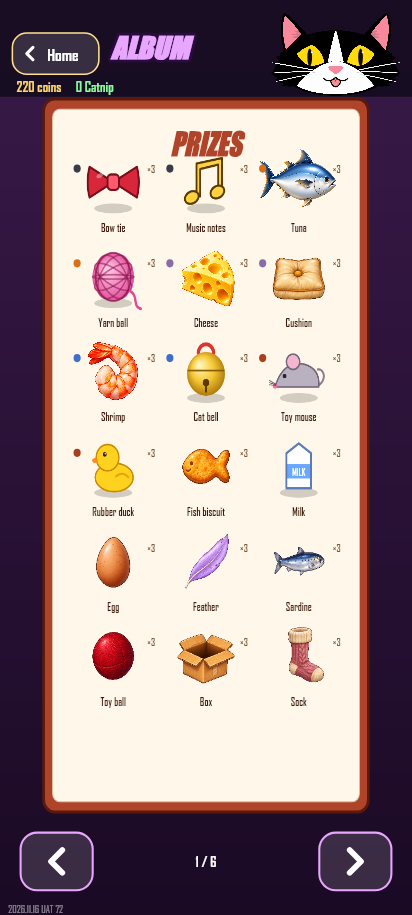 Home
ALBUM
220 coins 0 Catnip
PRIZES
×3 ×3 ×3
Bow tie Music notes Tuna
×3 ×3 ×3
Yarn ball Cheese Cushion
×3 ×3 ×3
Shrimp Cat bell Toy mouse
×3 ×3 ×3
MILK
Rubber duck Fish biscuit Milk
×3 ×3 ×3
Egg Feather Sardine
×3 ×3 ×3
Toy ball Box Sock
1 / 6